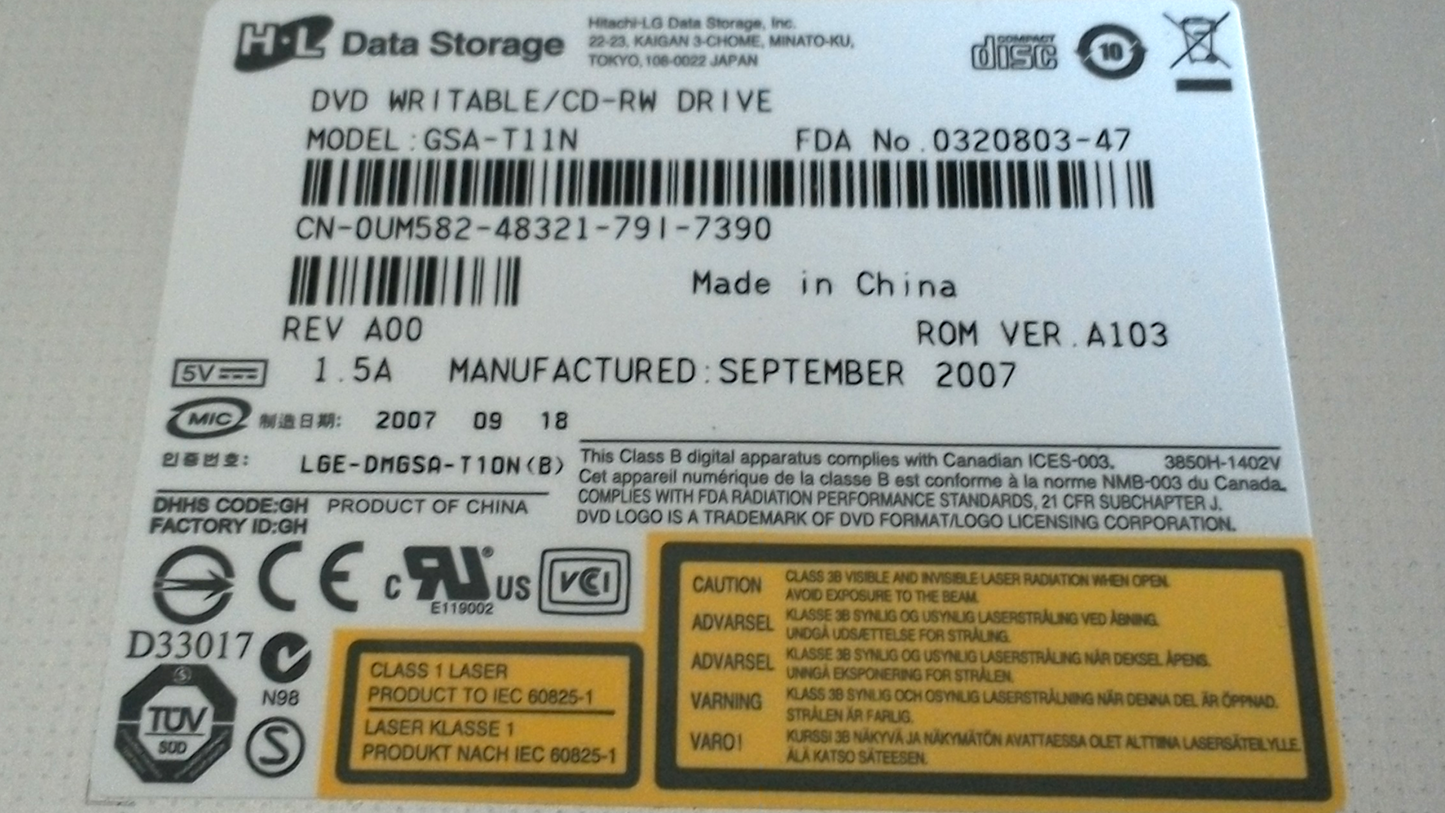 H·L Data Storage
Hitachi-LG Data Storage, Inc.
22-23, KAIGAN 3-CHOME, MINATO-KU,
TOKYO, 108-0022 JAPAN
COMPACT
disc
10
DVD WRITABLE/CD-RW DRIVE
MODEL:GSA-T11N FDA No.0320803-47
CN-0UM582-48321-79I-7390
Made in China
REV A00 ROM VER.A103
5V 1.5A MANUFACTURED:SEPTEMBER 2007
MIC 制造日期: 2007 09 18
인증번호: LGE-DMGSA-T10N(B)
This Class B digital apparatus complies with Canadian ICES-003. 3850H-1402V
Cet appareil numérique de la classe B est conforme à la norme NMB-003 du Canada.
COMPLIES WITH FDA RADIATION PERFORMANCE STANDARDS, 21 CFR SUBCHAPTER J.
DVD LOGO IS A TRADEMARK OF DVD FORMAT/LOGO LICENSING CORPORATION.
DHHS CODE:GH PRODUCT OF CHINA
FACTORY ID:GH
CE c RU US VCI
E119002
D33017
N98
S
TÜV
SÜD
S
CLASS 1 LASER
PRODUCT TO IEC 60825-1
LASER KLASSE 1
PRODUKT NACH IEC 60825-1
CAUTION CLASS 3B VISIBLE AND INVISIBLE LASER RADIATION WHEN OPEN.
AVOID EXPOSURE TO THE BEAM.
ADVARSEL KLASSE 3B SYNLIG OG USYNLIG LASERSTRÅLING VED ÅBNING.
UNDGÅ UDSÆTTELSE FOR STRÅLING.
ADVARSEL KLASSE 3B SYNLIG OG USYNLIG LASERSTRÅLING NÅR DEKSEL ÅPENS.
UNNGÅ EKSPONERING FOR STRÅLEN.
VARNING KLASS 3B SYNLIG OCH OSYNLIG LASERSTRÅLNING NÄR DENNA DEL ÄR ÖPPNAD.
STRÅLEN ÄR FARLIG.
VARO! KURSSI 3B NÄKYVÄ JA NÄKYMÄTÖN AVATTAESSA OLET ALTTIINA LASERSÄTEILYLLE.
ÄLÄ KATSO SÄTEESEN.